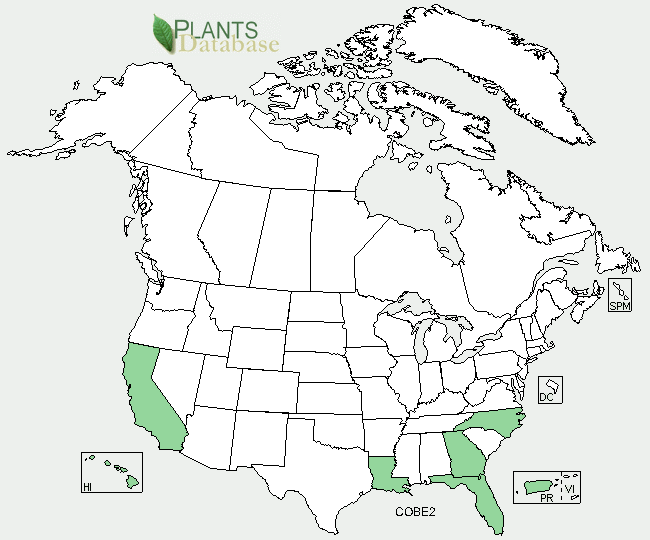 PLANTS
Database
SPM
DC
HI
PR
VI
COBE2